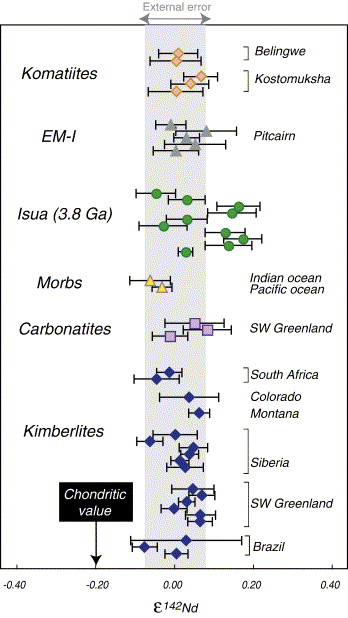 External error
Belingwe
Komatiites
Kostomuksha
EM-I
Pitcairn
Isua (3.8 Ga)
Morbs
Indian ocean
Pacific ocean
Carbonatites
SW Greenland
South Africa
Colorado
Montana
Kimberlites
Siberia
Chondritic
value
SW Greenland
Brazil
-0.40 -0.20 0.00 0.20 0.40
ε¹⁴²Nd